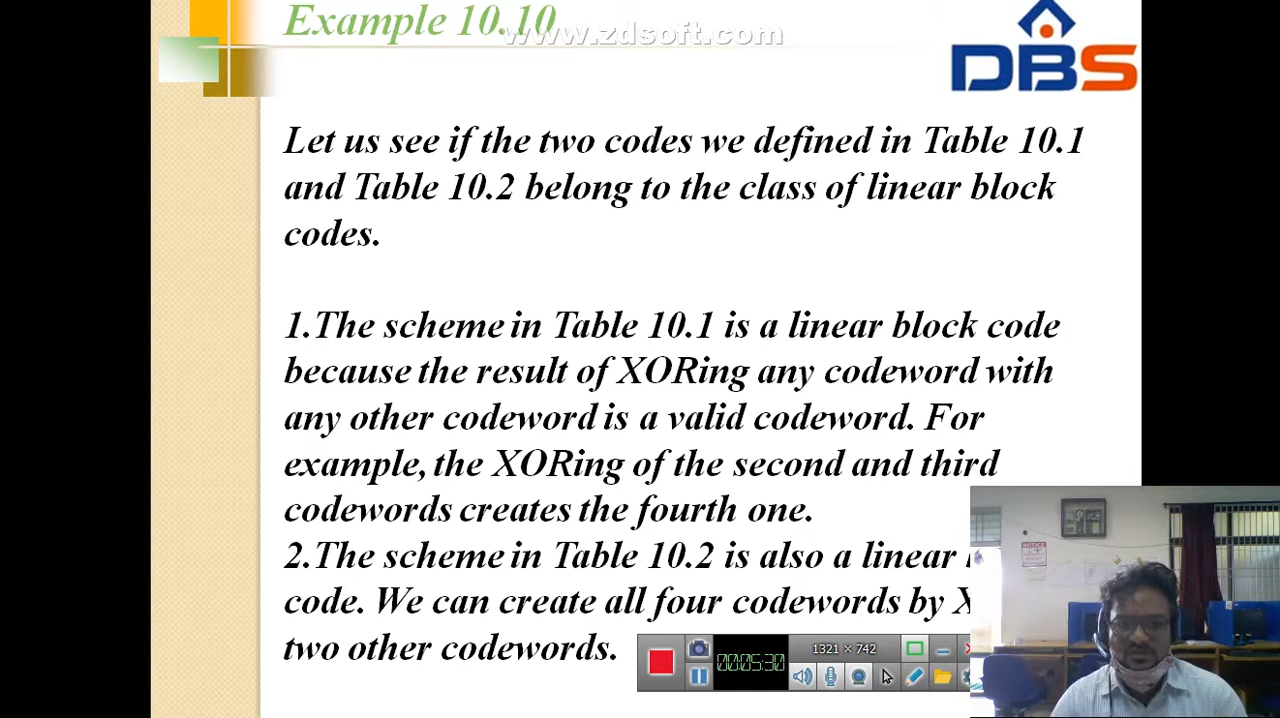 Example 10.10
www.zdsoft.com
DBS
Let us see if the two codes we defined in Table 10.1
and Table 10.2 belong to the class of linear block
codes.
1.The scheme in Table 10.1 is a linear block code
because the result of XORing any codeword with
any other codeword is a valid codeword. For
example, the XORing of the second and third
codewords creates the fourth one.
2.The scheme in Table 10.2 is also a linear
code. We can create all four codewords by X
two other codewords.
00:05:30
1321 × 742
NOTICE